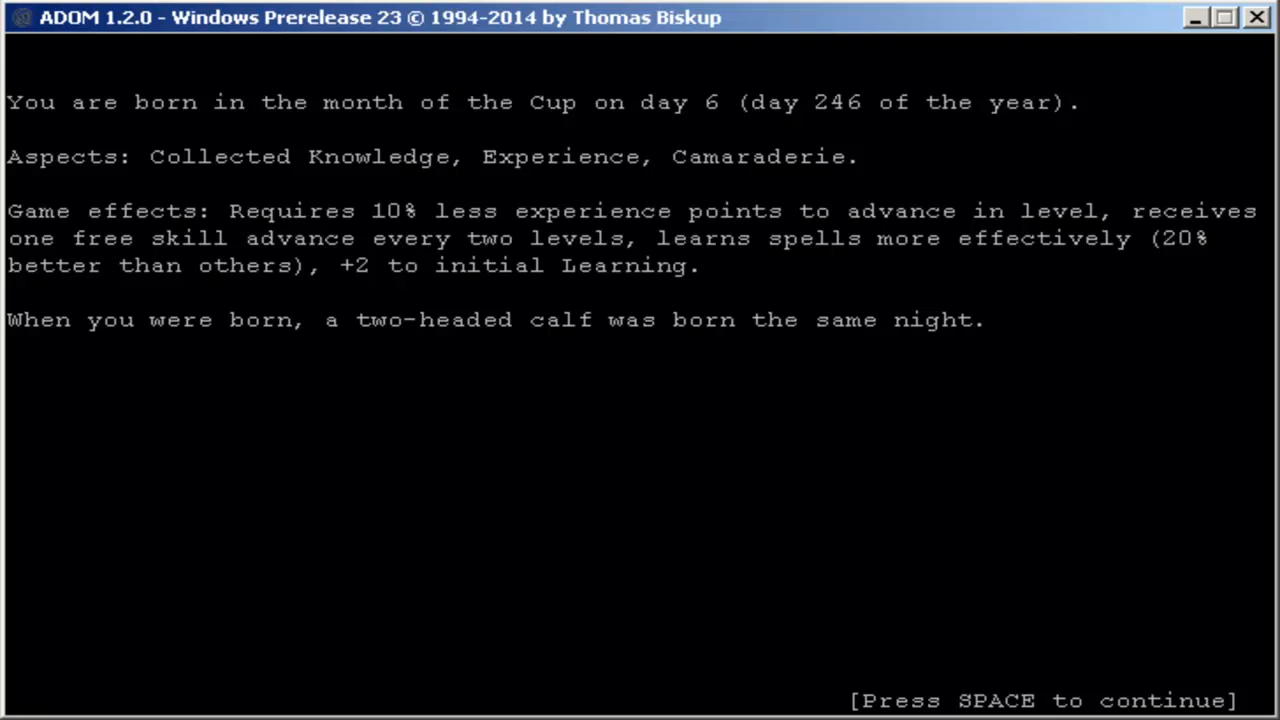 ADOM 1.2.0 - Windows Prerelease 23 © 1994-2014 by Thomas Biskup
You are born in the month of the Cup on day 6 (day 246 of the year).
Aspects: Collected Knowledge, Experience, Camaraderie.
Game effects: Requires 10% less experience points to advance in level, receives
one free skill advance every two levels, learns spells more effectively (20%
better than others), +2 to initial Learning.
When you were born, a two-headed calf was born the same night.
[Press SPACE to continue]